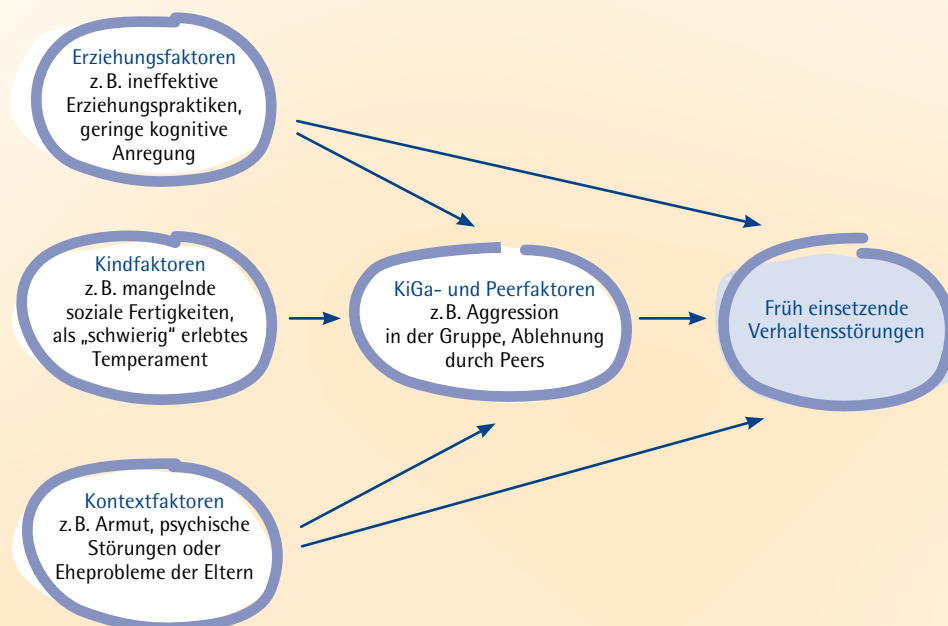 Erziehungsfaktoren
z. B. ineffektive
Erziehungspraktiken,
geringe kognitive
Anregung
Kindfaktoren
z. B. mangelnde
soziale Fertigkeiten,
als „schwierig“ erlebtes
Temperament
KiGa- und Peerfaktoren
z. B. Aggression
in der Gruppe, Ablehnung
durch Peers
Früh einsetzende
Verhaltensstörungen
Kontextfaktoren
z. B. Armut, psychische
Störungen oder
Eheprobleme der Eltern